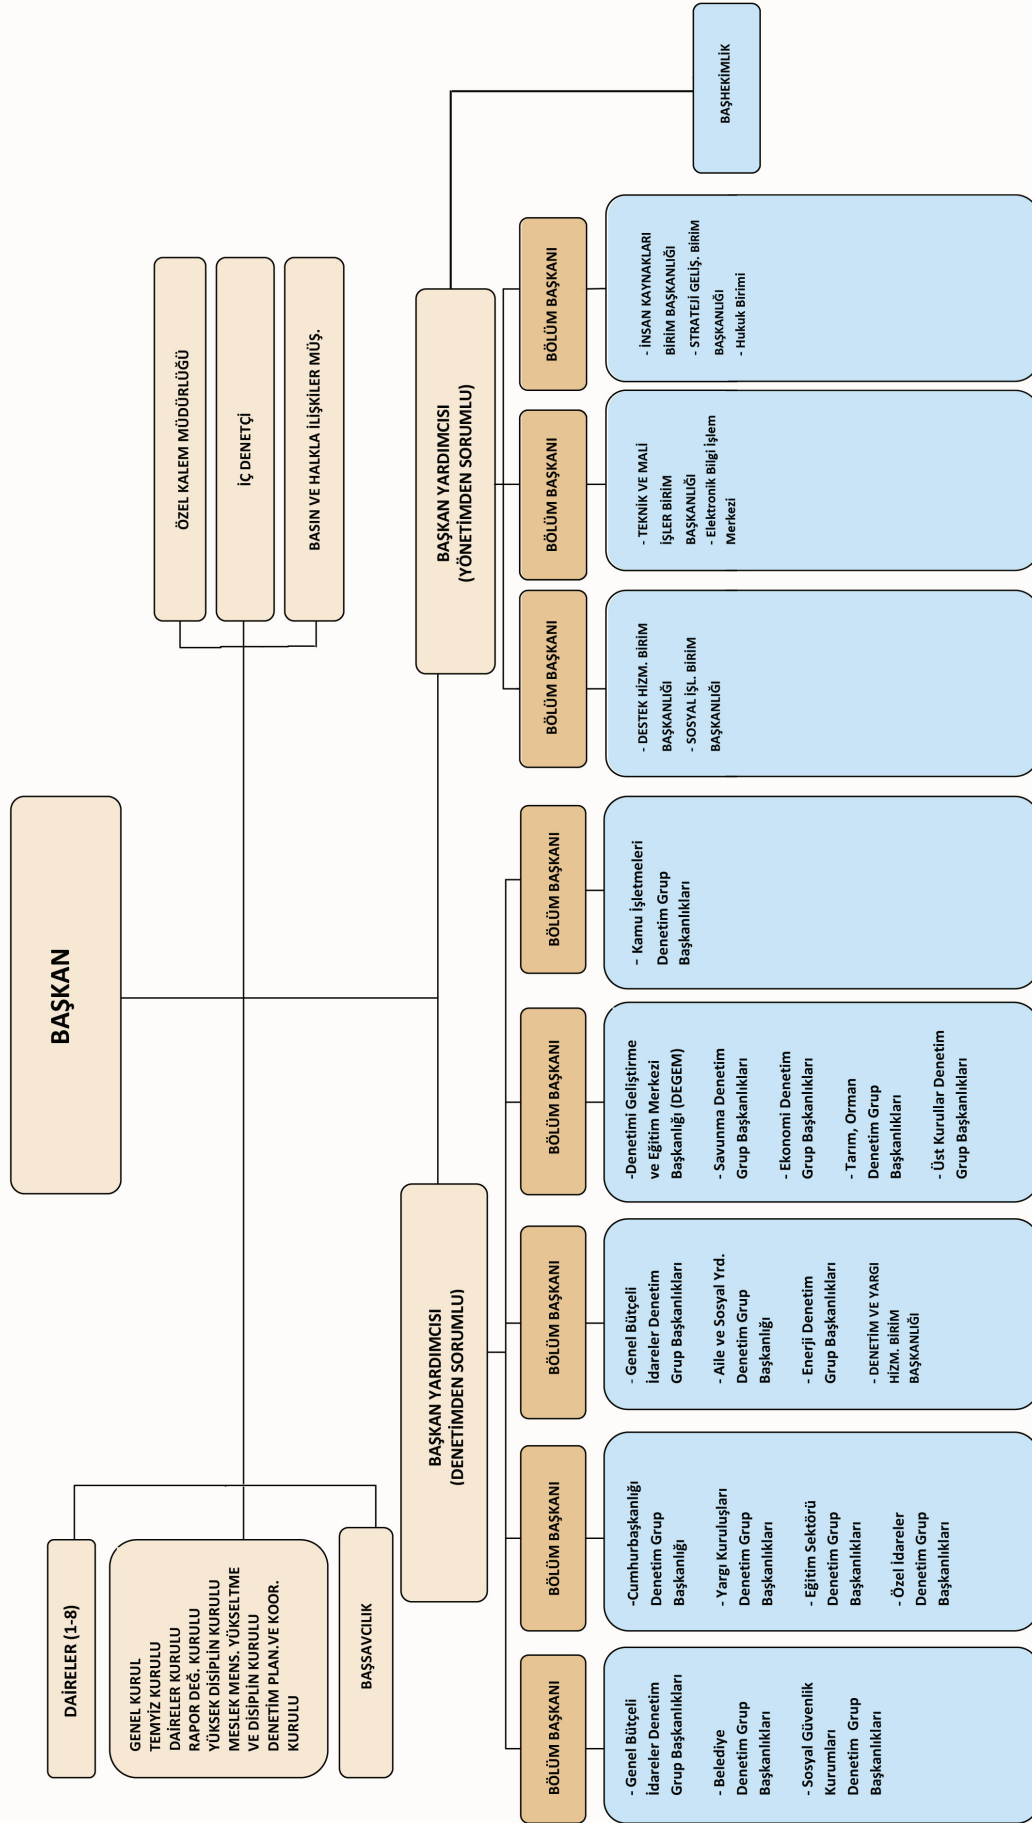 BAŞKAN
DAİRELER (1-8)
GENEL KURUL
TEMYİZ KURULU
DAİRELER KURULU
RAPOR DEĞ. KURULU
YÜKSEK DİSİPLİN KURULU
MESLEK MENS. YÜKSELTME
VE DİSİPLİN KURULU
DENETİM PLAN.VE KOOR.
KURULU
BAŞSAVCILIK
ÖZEL KALEM MÜDÜRLÜĞÜ
İÇ DENETÇİ
BASIN VE HALKLA İLİŞKİLER MÜŞ.
BAŞKAN YARDIMCISI
(DENETİMDEN SORUMLU)
BAŞKAN YARDIMCISI
(YÖNETİMDEN SORUMLU)
BÖLÜM BAŞKANI
- Genel Bütçeli
İdareler Denetim
Grup Başkanlıkları
- Belediye
Denetim Grup
Başkanlıkları
- Sosyal Güvenlik
Kurumları
Denetim Grup
Başkanlıkları
BÖLÜM BAŞKANI
-Cumhurbaşkanlığı
Denetim Grup
Başkanlığı
- Yargı Kuruluşları
Denetim Grup
Başkanlıkları
- Eğitim Sektörü
Denetim Grup
Başkanlıkları
- Özel İdareler
Denetim Grup
Başkanlıkları
BÖLÜM BAŞKANI
- Genel Bütçeli
İdareler Denetim
Grup Başkanlıkları
- Aile ve Sosyal Yrd.
Denetim Grup
Başkanlığı
- Enerji Denetim
Grup Başkanlıkları
- DENETİM VE YARGI
HİZM. BİRİM
BAŞKANLIĞI
BÖLÜM BAŞKANI
-Denetimi Geliştirme
ve Eğitim Merkezi
Başkanlığı (DEGEM)
- Savunma Denetim
Grup Başkanlıkları
- Ekonomi Denetim
Grup Başkanlıkları
- Tarım, Orman
Denetim Grup
Başkanlıkları
- Üst Kurullar Denetim
Grup Başkanlıkları
BÖLÜM BAŞKANI
- Kamu İşletmeleri
Denetim Grup
Başkanlıkları
BÖLÜM BAŞKANI
- DESTEK HİZM. BİRİM
BAŞKANLIĞI
- SOSYAL İŞL. BİRİM
BAŞKANLIĞI
BÖLÜM BAŞKANI
- TEKNİK VE MALİ
İŞLER BİRİM
BAŞKANLIĞI
- Elektronik Bilgi İşlem
Merkezi
BÖLÜM BAŞKANI
- İNSAN KAYNAKLARI
BİRİM BAŞKANLIĞI
- STRATEJİ GELİŞ. BİRİM
BAŞKANLIĞI
- Hukuk Birimi
BAŞHEKİMLİK